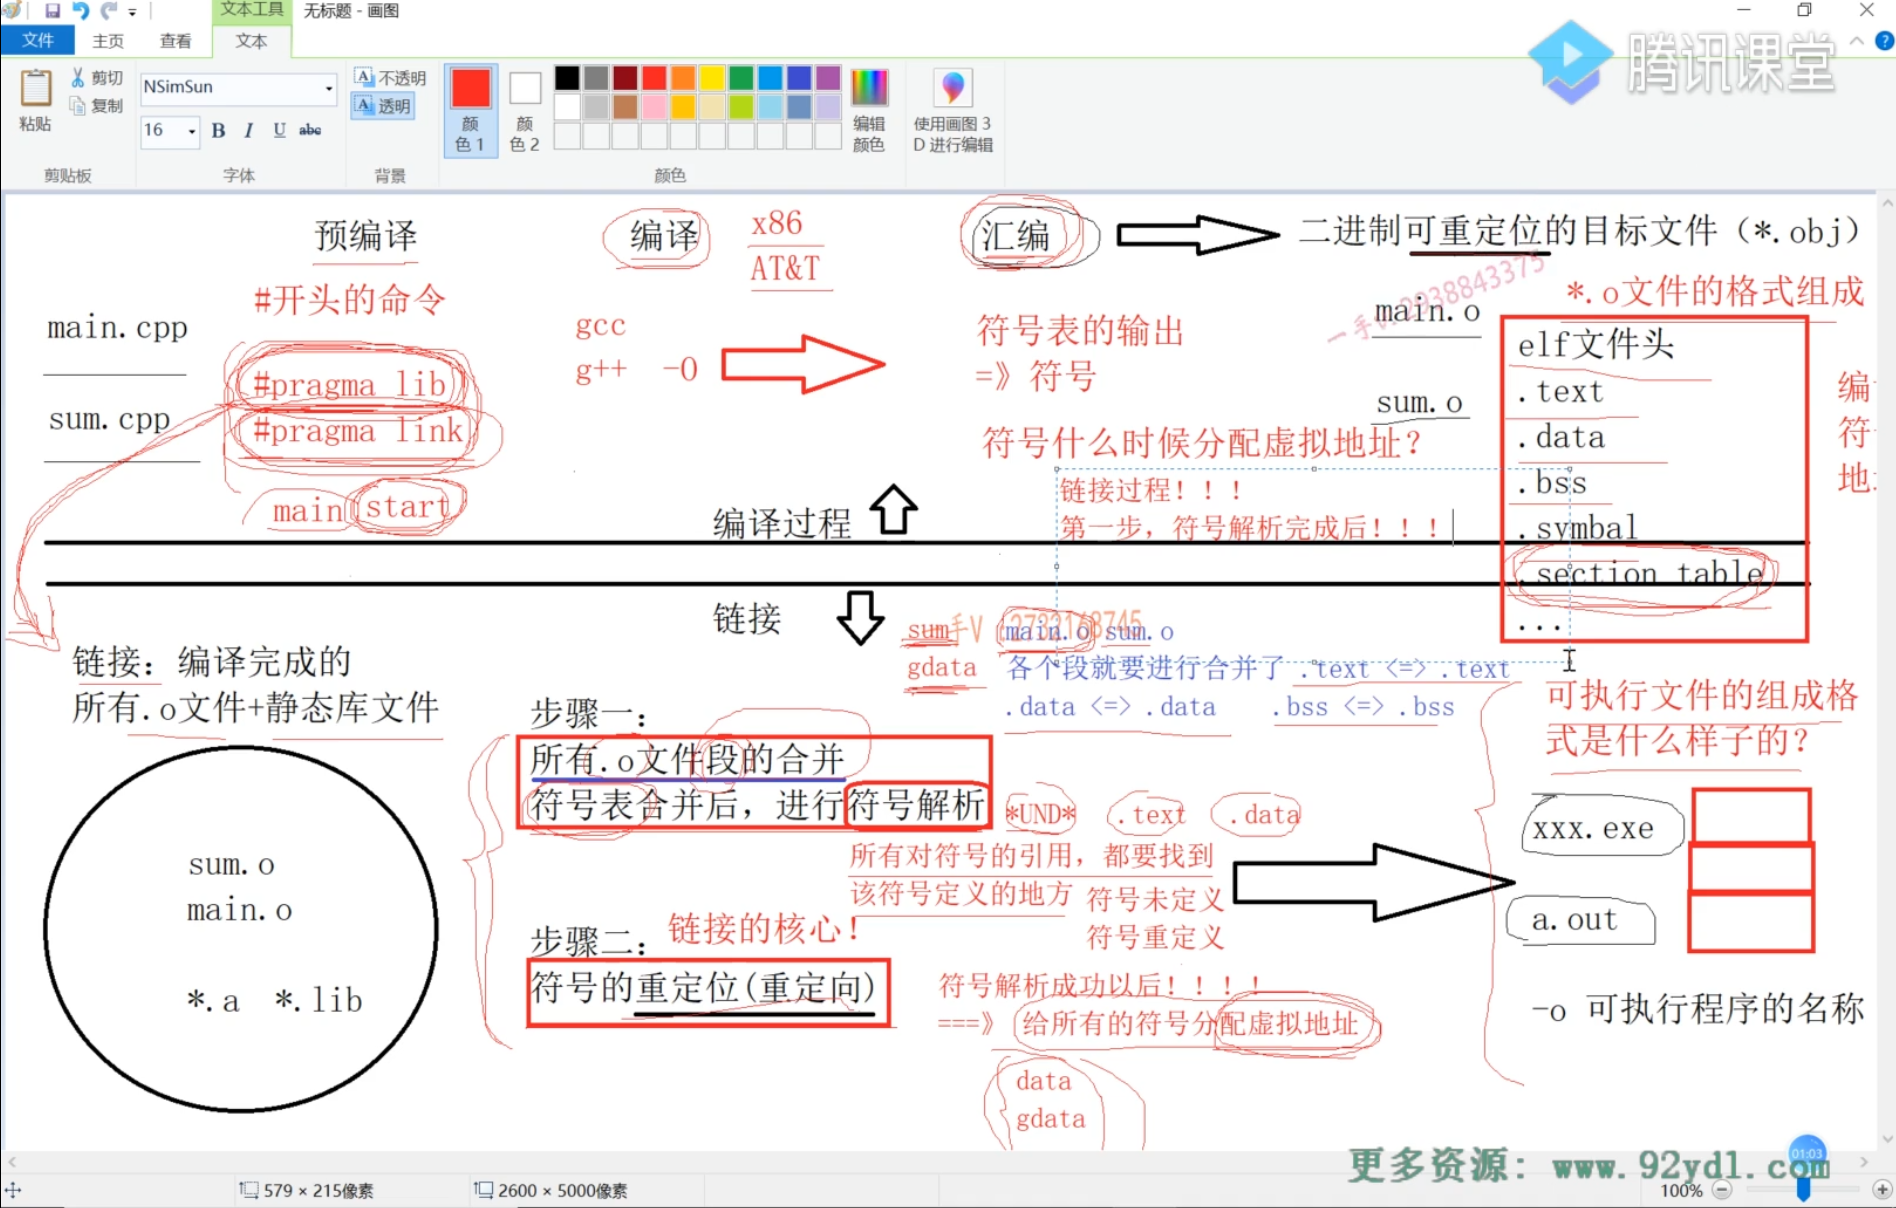 文本工具
无标题 - 画图
文件
主页
查看
文本
腾讯课堂
粘贴
剪切
复制
剪贴板
NSimSun
16
B I U abc
字体
不透明
透明
背景
颜色 1
颜色 2
颜色
编辑颜色
使用画图 3D 进行编辑
预编译
编译
x86
AT&T
汇编
二进制可重定位的目标文件（*.obj）
#开头的命令
main.cpp
sum.cpp
#pragma lib
#pragma link
main
start
gcc
g++ -O
符号表的输出
=》符号
main.o
sum.o
一手V:2938843375
*.o文件的格式组成
elf文件头
.text
.data
.bss
.symbal
.section table
...
编
符
地
符号什么时候分配虚拟地址？
链接过程！！！
第一步，符号解析完成后！！！
编译过程
链接
链接：编译完成的
所有.o文件+静态库文件
sum.o
main.o
*.a *.lib
sum
gdata
手V
2783168745
main.o sum.o
各个段就要进行合并了 .text <=> .text
.data <=> .data .bss <=> .bss
步骤一：
所有.o文件段的合并
符号表合并后，进行符号解析
*UND* .text .data
所有对符号的引用，都要找到
该符号定义的地方
符号未定义
符号重定义
步骤二：
链接的核心！
符号的重定位(重定向)
符号解析成功以后！！！！
===》 给所有的符号分配虚拟地址
data
gdata
可执行文件的组成格
式是什么样子的？
xxx.exe
a.out
-o 可执行程序的名称
更多资源：www.92ydl.com
01:03
579 × 215像素
2600 × 5000像素
100%